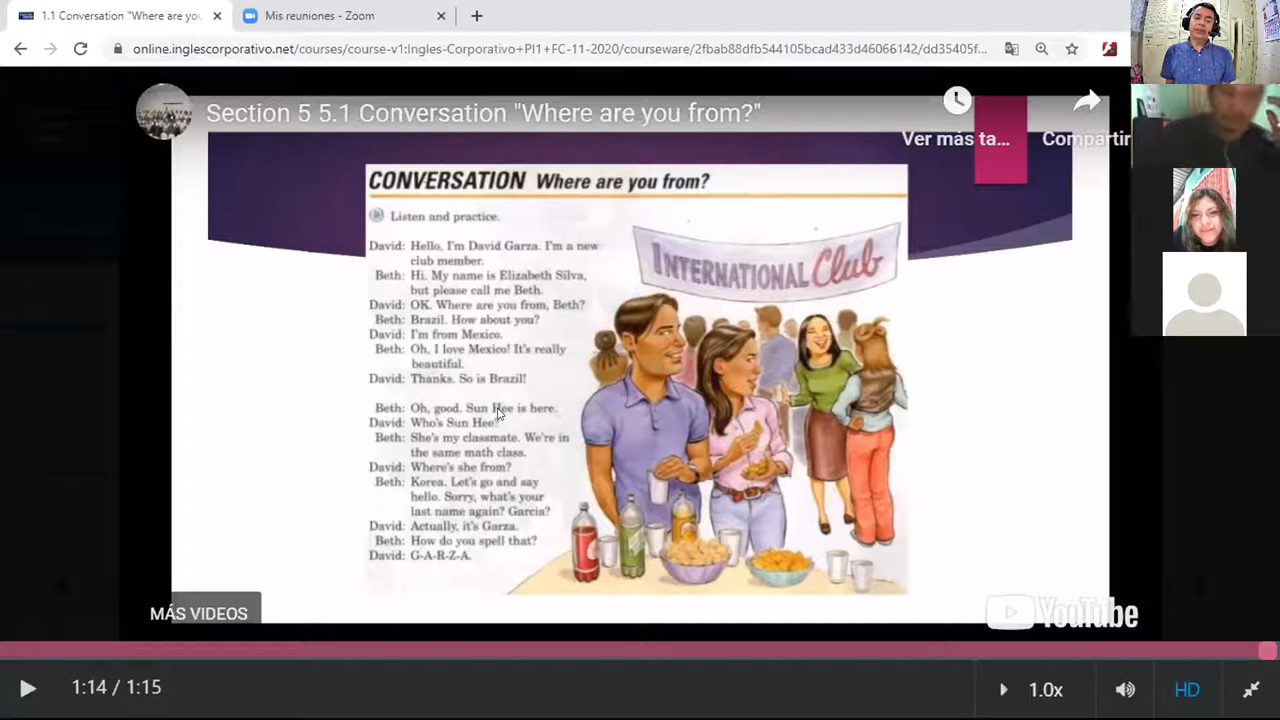 1.1 Conversation "Where are you
Mis reuniones - Zoom
online.inglescorporativo.net/courses/course-v1:Ingles-Corporativo+PI1+FC-11-2020/courseware/2fbab88dfb544105bcad433d46066142/dd35405f...
Section 5 5.1 Conversation "Where are you from?"
Ver más ta...
Compartir
CONVERSATION Where are you from?
Listen and practice.
David: Hello, I'm David Garza. I'm a new
club member.
Beth: Hi. My name is Elizabeth Silva,
but please call me Beth.
David: OK. Where are you from, Beth?
Beth: Brazil. How about you?
David: I'm from Mexico.
Beth: Oh, I love Mexico! It's really
beautiful.
David: Thanks. So is Brazil!
Beth: Oh, good. Sun Hee is here.
David: Who's Sun Hee?
Beth: She's my classmate. We're in
the same math class.
David: Where's she from?
Beth: Korea. Let's go and say
hello. Sorry, what's your
last name again? Garcia?
David: Actually, it's Garza.
Beth: How do you spell that?
David: G-A-R-Z-A.
INTERNATIONAL Club
MÁS VIDEOS
YouTube
1:14 / 1:15
1.0x
HD